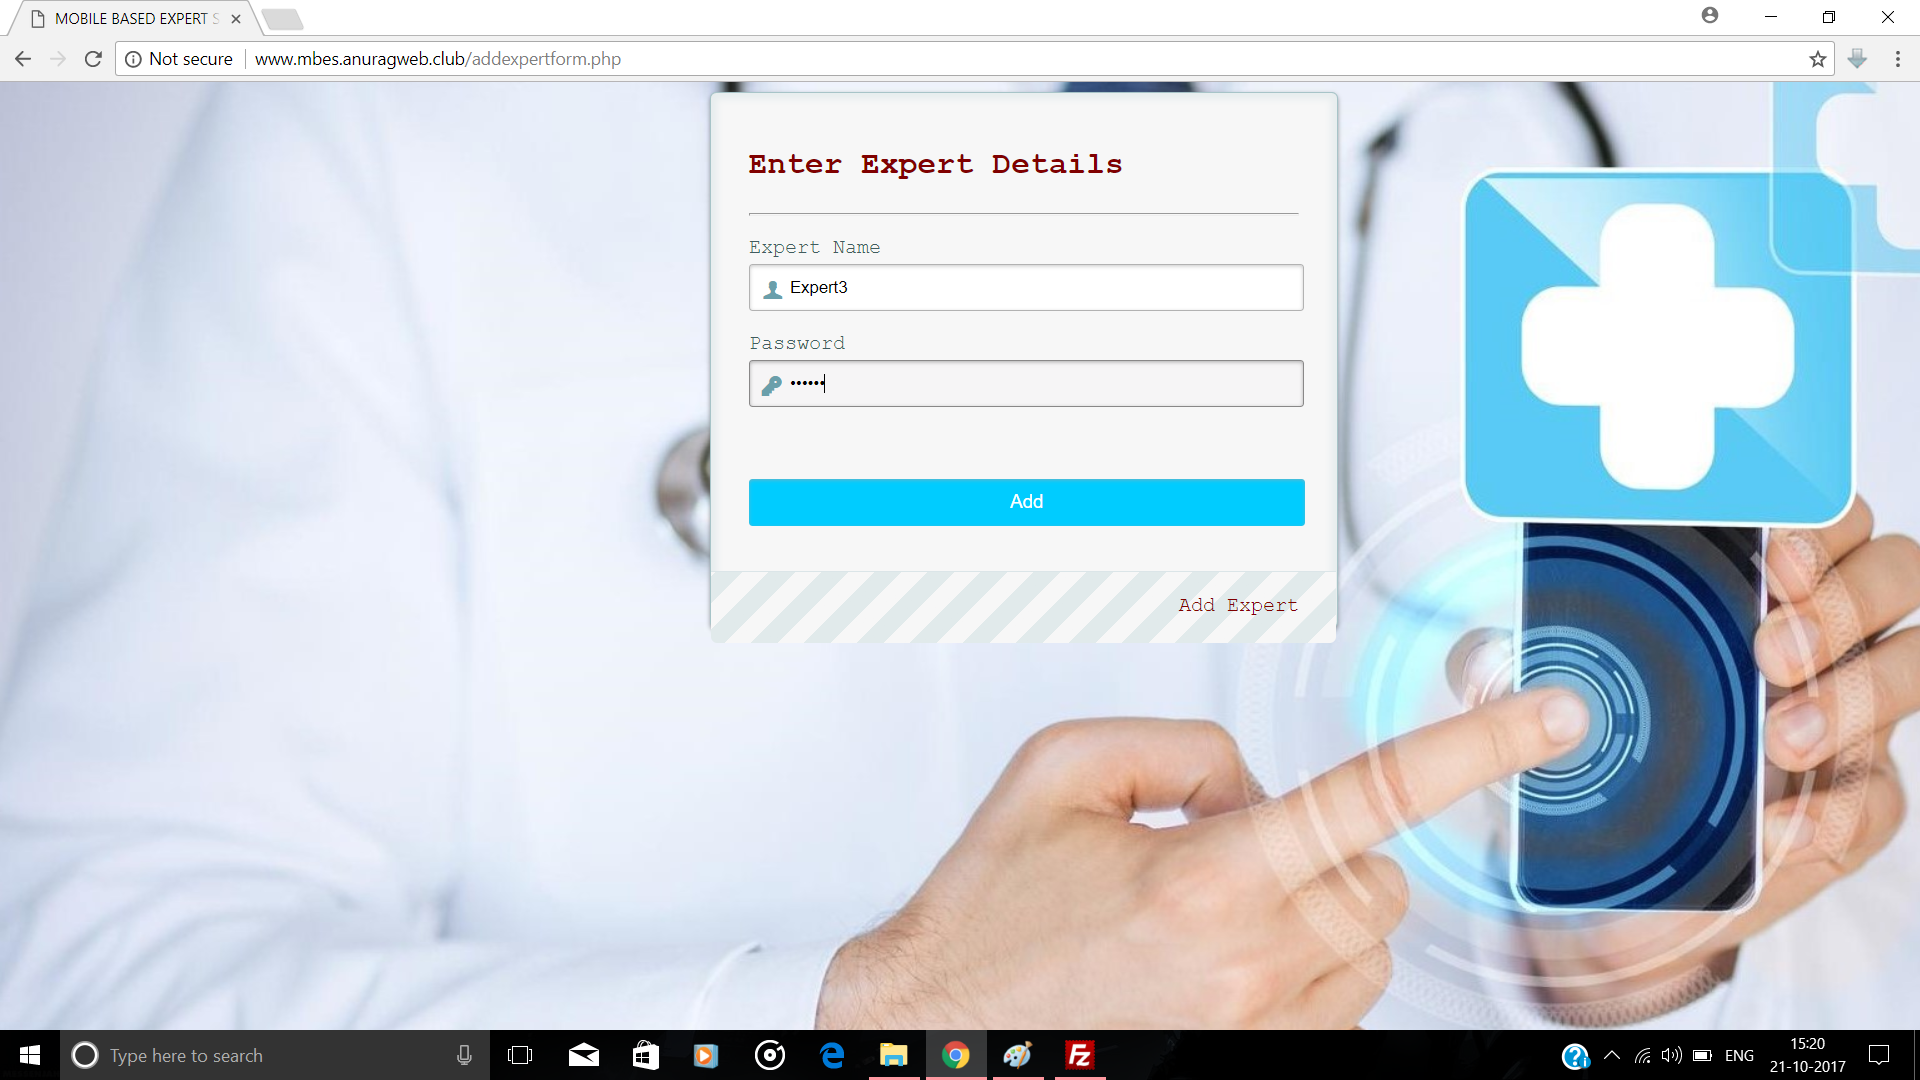 MOBILE BASED EXPERT S
Not secure
www.mbes.anuragweb.club/addexpertform.php
Enter Expert Details
Expert Name
Expert3
Password
••••••
Add
Add Expert
Type here to search
ENG
15:20
21-10-2017